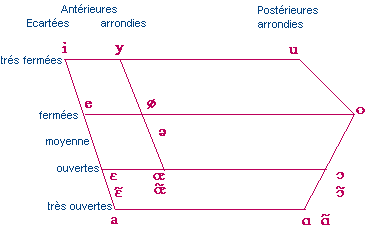 Antérieures
Postérieures
Ecartées arrondies
arrondies
i y u
trés fermées
e ø o
fermées
ə
moyenne
ouvertes
ɛ œ ɔ
ɛ̃ œ̃ ɔ̃
très ouvertes
a ɑ ɑ̃